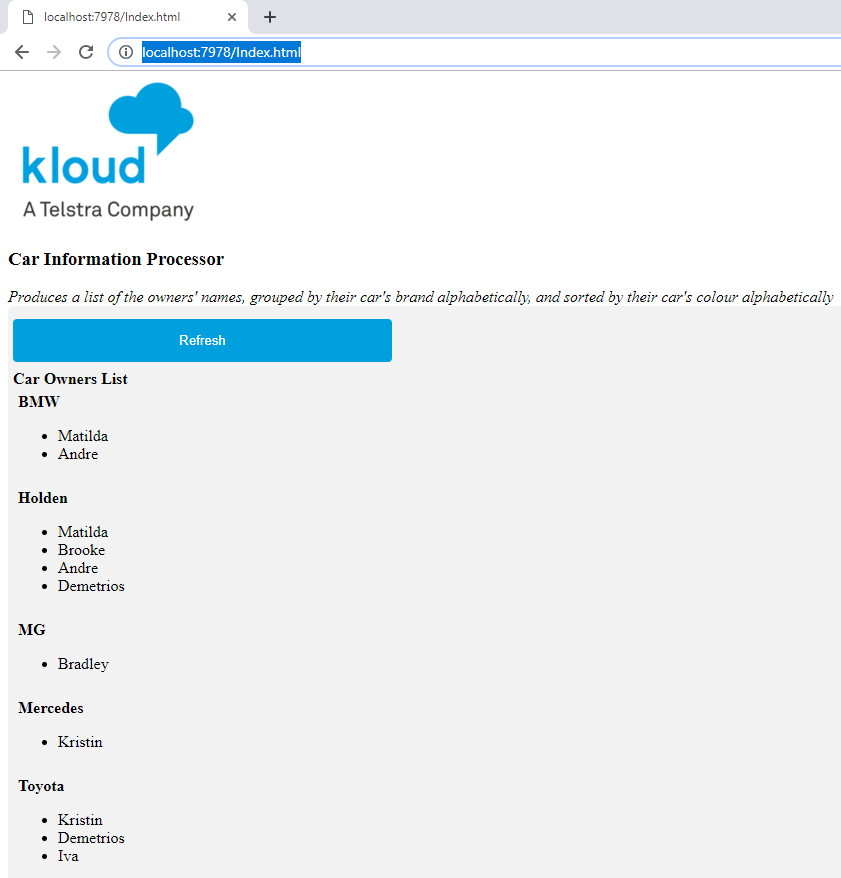 localhost:7978/Index.html
localhost:7978/Index.html
kloud
A Telstra Company
Car Information Processor
Produces a list of the owners' names, grouped by their car's brand alphabetically, and sorted by their car's colour alphabetically
Refresh
Car Owners List
BMW
Matilda
Andre
Holden
Matilda
Brooke
Andre
Demetrios
MG
Bradley
Mercedes
Kristin
Toyota
Kristin
Demetrios
Iva